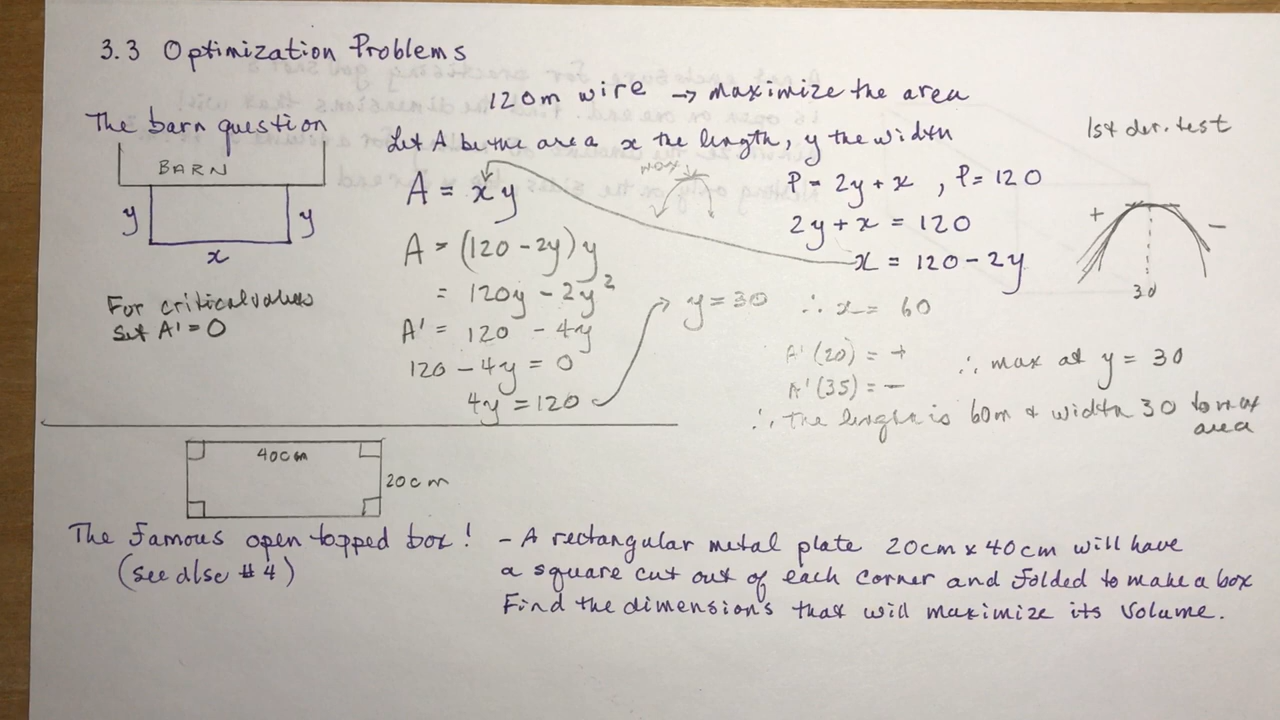 3.3 Optimization Problems
120m wire → maximize the area
The barn question
Let A be the area x the length, y the width
1st der. test
BARN
y
y
x
A = xy
max
P = 2y + x , P = 120
2y + x = 120
x = 120 - 2y
+
-
30
A = (120 - 2y) y
= 120y - 2y²
A' = 120 - 4y
120 - 4y = 0
4y = 120
y = 30
∴ x = 60
For critical values
Set A' = 0
A'(20) = +
A'(35) = -
∴ max at y = 30
∴ the length is 60m & width 30 to max
area
40cm
20cm
The famous open topped box!
(see d/sc # 4)
- A rectangular metal plate 20cm x 40cm will have
a square cut out of each corner and folded to make a box
Find the dimensions that will maximize its volume.